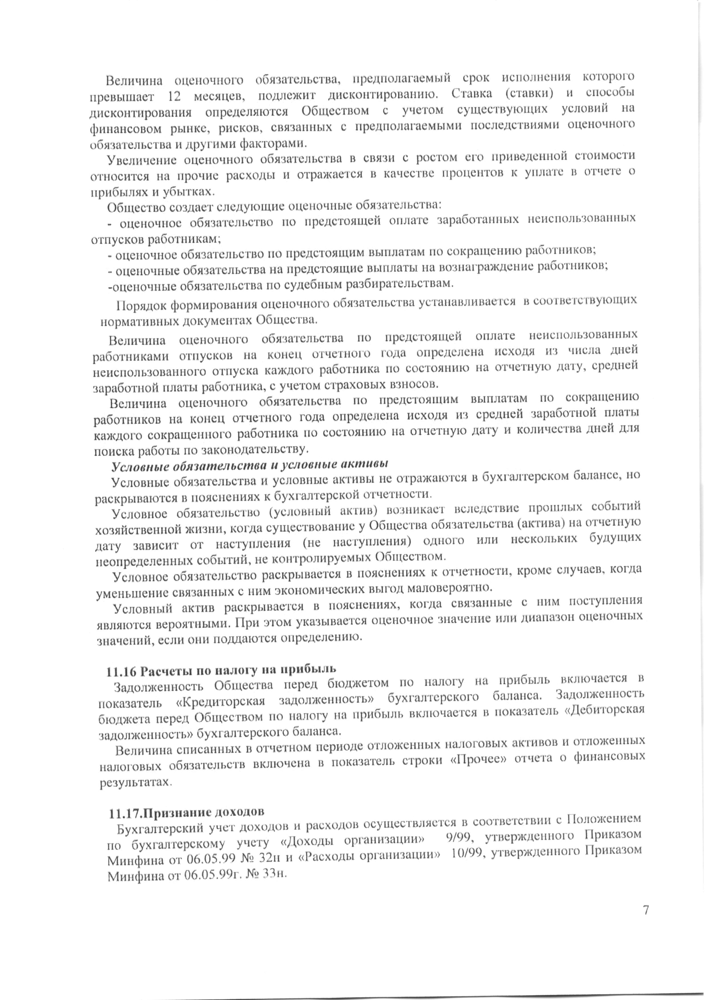 Величина оценочного обязательства, предполагаемый срок исполнения которого
превышает 12 месяцев, подлежит дисконтированию. Ставка (ставки) и способы
дисконтирования определяются Обществом с учетом существующих условий на
финансовом рынке, рисков, связанных с предполагаемыми последствиями оценочного
обязательства и другими факторами.
Увеличение оценочного обязательства в связи с ростом его приведенной стоимости
относится на прочие расходы и отражается в качестве процентов к уплате в отчете о
прибылях и убытках.
Общество создает следующие оценочные обязательства:
- оценочное обязательство по предстоящей оплате заработанных неиспользованных
отпусков работникам;
- оценочное обязательство по предстоящим выплатам по сокращению работников;
- оценочные обязательства на предстоящие выплаты на вознаграждение работников;
-оценочные обязательства по судебным разбирательствам.
Порядок формирования оценочного обязательства устанавливается в соответствующих
нормативных документах Общества.
Величина оценочного обязательства по предстоящей оплате неиспользованных
работниками отпусков на конец отчетного года определена исходя из числа дней
неиспользованного отпуска каждого работника по состоянию на отчетную дату, средней
заработной платы работника, с учетом страховых взносов.
Величина оценочного обязательства по предстоящим выплатам по сокращению
работников на конец отчетного года определена исходя из средней заработной платы
каждого сокращенного работника по состоянию на отчетную дату и количества дней для
поиска работы по законодательству.
Условные обязательства и условные активы
Условные обязательства и условные активы не отражаются в бухгалтерском балансе, но
раскрываются в пояснениях к бухгалтерской отчетности.
Условное обязательство (условный актив) возникает вследствие прошлых событий
хозяйственной жизни, когда существование у Общества обязательства (актива) на отчетную
дату зависит от наступления (не наступления) одного или нескольких будущих
неопределенных событий, не контролируемых Обществом.
Условное обязательство раскрывается в пояснениях к отчетности, кроме случаев, когда
уменьшение связанных с ним экономических выгод маловероятно.
Условный актив раскрывается в пояснениях, когда связанные с ним поступления
являются вероятными. При этом указывается оценочное значение или диапазон оценочных
значений, если они поддаются определению.
11.16 Расчеты по налогу на прибыль
Задолженность Общества перед бюджетом по налогу на прибыль включается в
показатель «Кредиторская задолженность» бухгалтерского баланса. Задолженность
бюджета перед Обществом по налогу на прибыль включается в показатель «Дебиторская
задолженность» бухгалтерского баланса.
Величина списанных в отчетном периоде отложенных налоговых активов и отложенных
налоговых обязательств включена в показатель строки «Прочее» отчета о финансовых
результатах.
11.17.Признание доходов
Бухгалтерский учет доходов и расходов осуществляется в соответствии с Положением
по бухгалтерскому учету «Доходы организации» 9/99, утвержденного Приказом
Минфина от 06.05.99 № 32н и «Расходы организации» 10/99, утвержденного Приказом
Минфина от 06.05.99г. № 33н.
7